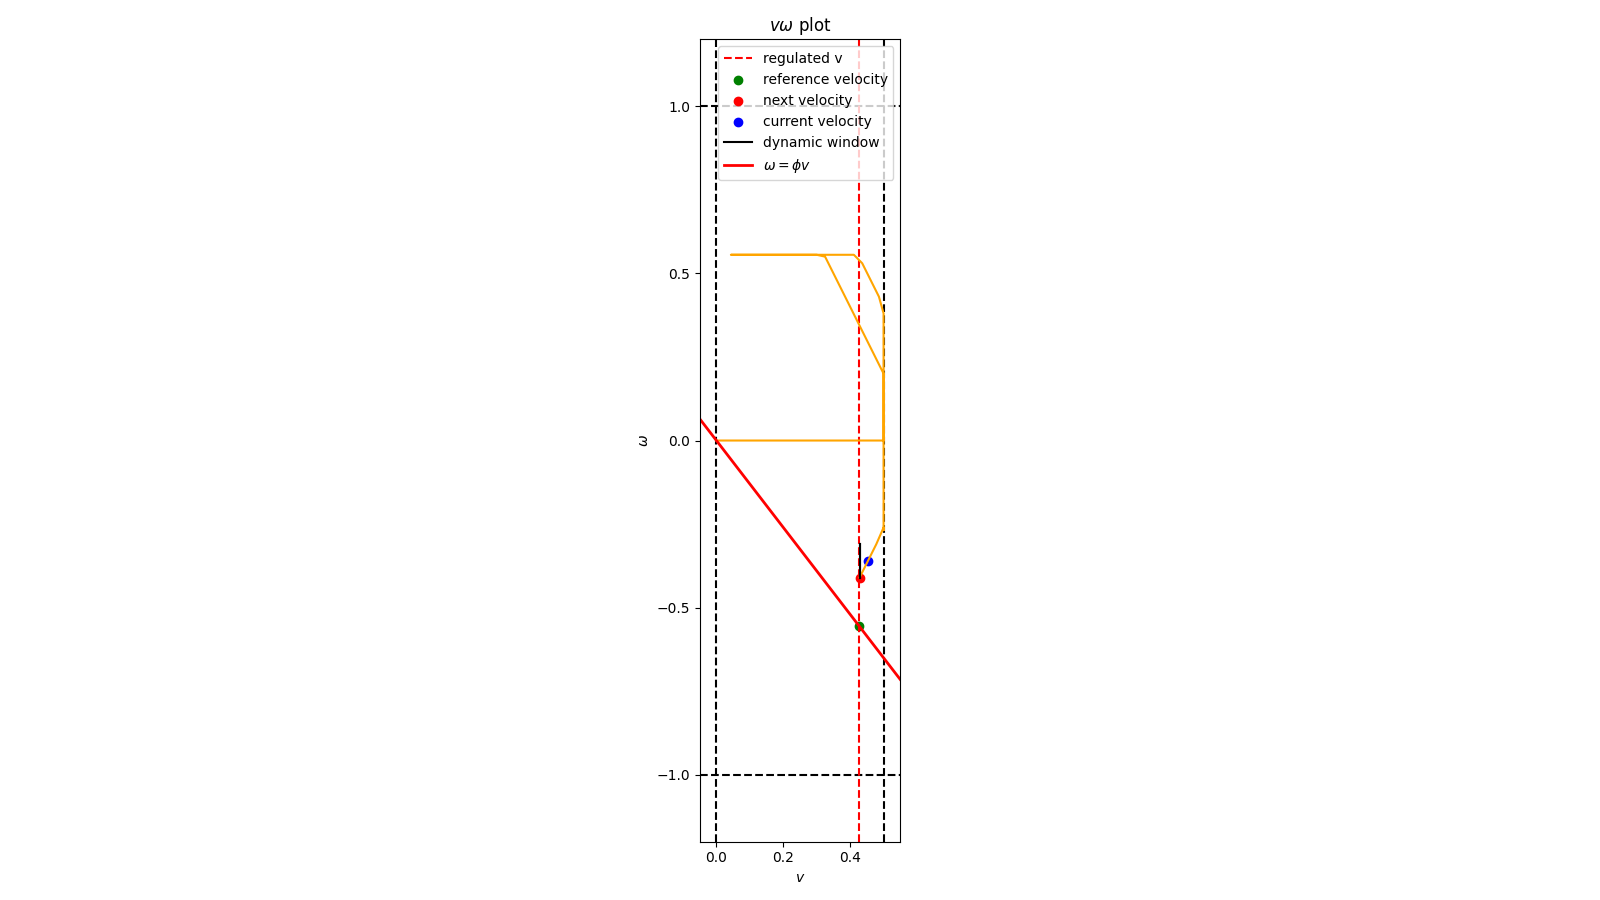 vω plot
regulated v
reference velocity
next velocity
current velocity
dynamic window
ω = ϕv
1.0
0.5
0.0
−0.5
−1.0
ω
0.0 0.2 0.4
v